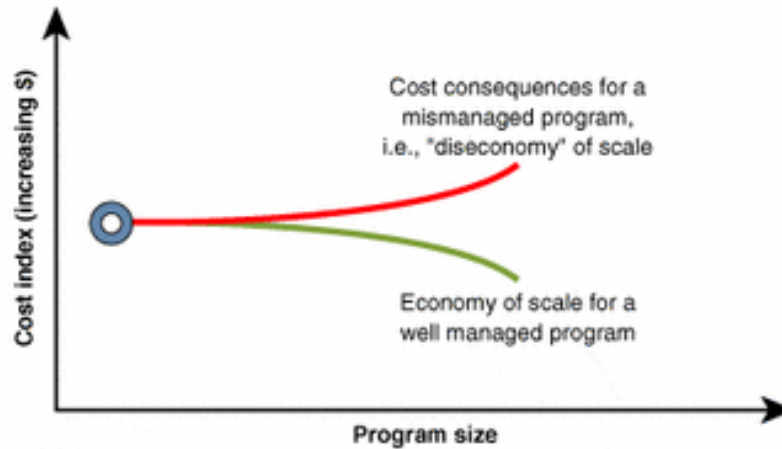 Cost index (increasing $)
Cost consequences for a
mismanaged program,
i.e., "diseconomy" of scale
Economy of scale for a
well managed program
Program size